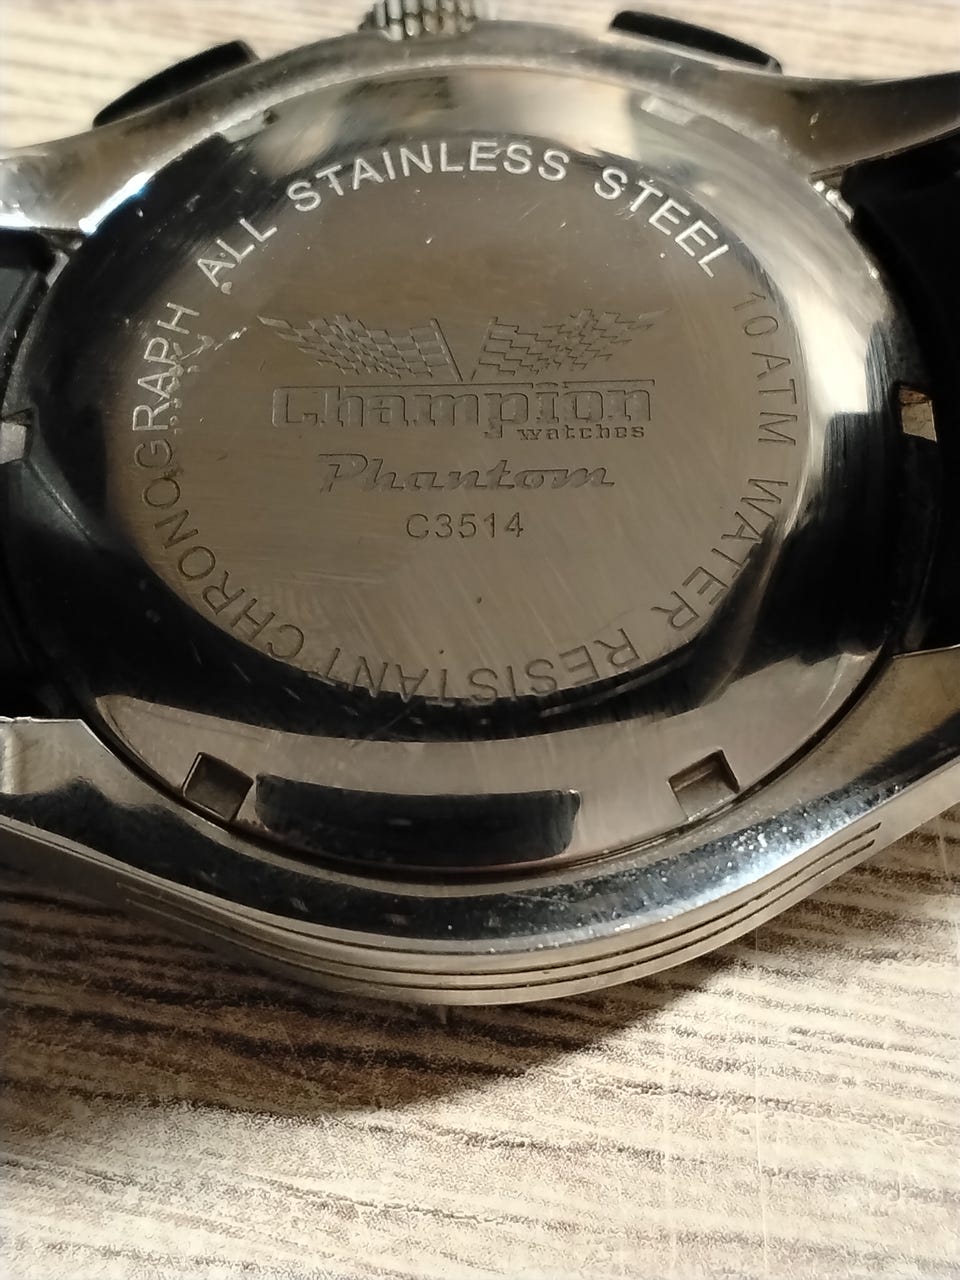 CHRONOGRAPH ALL STAINLESS STEEL 10 ATM WATER RESISTANT
Champion
watches
Phantom
C3514